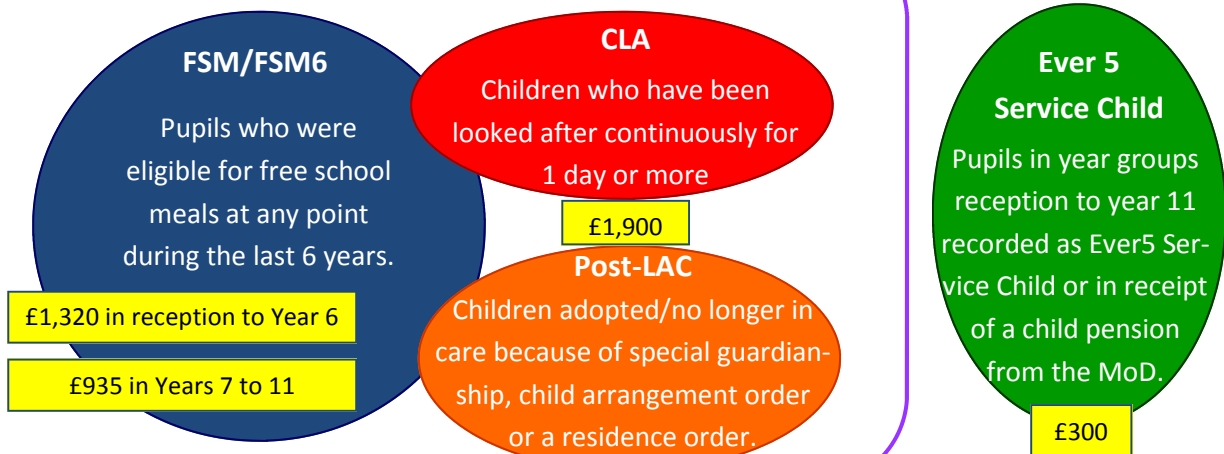 FSM/FSM6
Pupils who were
eligible for free school
meals at any point
during the last 6 years.
£1,320 in reception to Year 6
£935 in Years 7 to 11
CLA
Children who have been
looked after continuously for
1 day or more
£1,900
Post-LAC
Children adopted/no longer in
care because of special guardian-
ship, child arrangement order
or a residence order.
Ever 5
Service Child
Pupils in year groups
reception to year 11
recorded as Ever5 Ser-
vice Child or in receipt
of a child pension
from the MoD.
£300